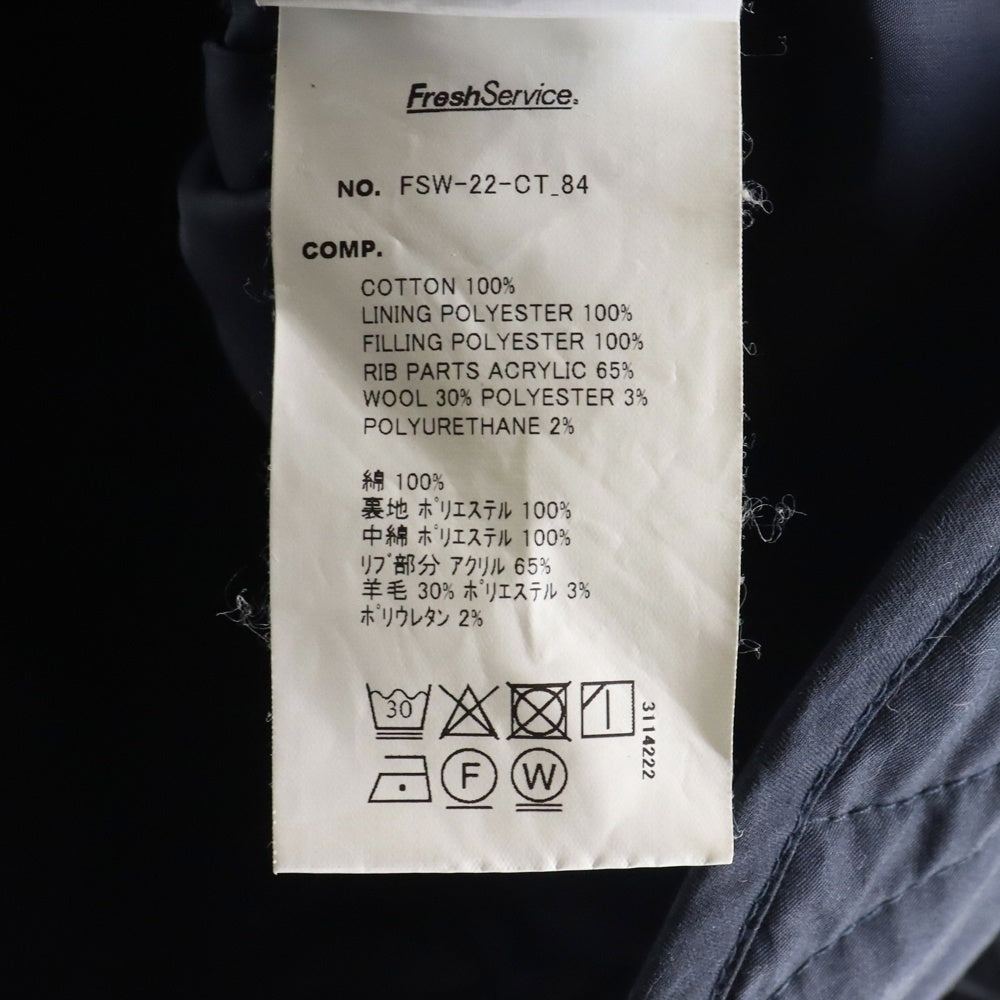 FreshService.
NO. FSW-22-CT_84
COMP.
COTTON 100%
LINING POLYESTER 100%
FILLING POLYESTER 100%
RIB PARTS ACRYLIC 65%
WOOL 30% POLYESTER 3%
POLYURETHANE 2%
綿 100%
裏地 ポリエステル 100%
中綿 ポリエステル 100%
リブ部分 アクリル 65%
羊毛 30% ポリエステル 3%
ポリウレタン 2%
30
3114222
F W